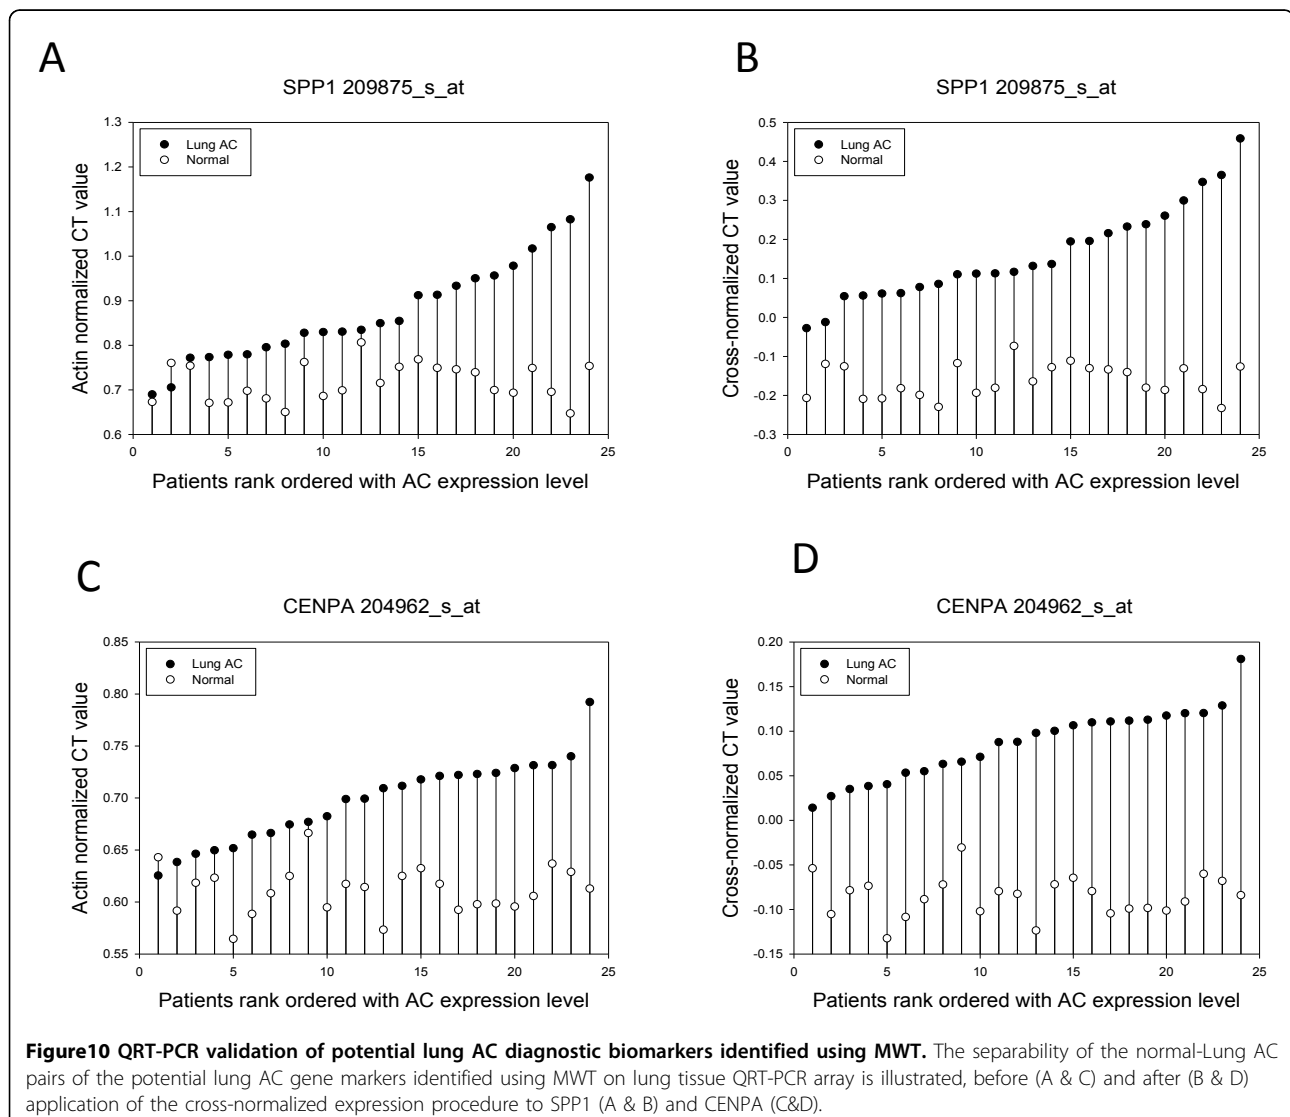 A
SPP1 209875_s_at
Actin normalized CT value
1.3
1.2
1.1
1.0
0.9
0.8
0.7
0.6
Lung AC
Normal
0 5 10 15 20 25
Patients rank ordered with AC expression level
B
SPP1 209875_s_at
Cross-normalized CT value
0.5
0.4
0.3
0.2
0.1
0.0
-0.1
-0.2
-0.3
Lung AC
Normal
0 5 10 15 20 25
Patients rank ordered with AC expression level
C
CENPA 204962_s_at
Actin normalized CT value
0.85
0.80
0.75
0.70
0.65
0.60
0.55
Lung AC
Normal
0 5 10 15 20 25
Patients rank ordered with AC expression level
D
CENPA 204962_s_at
Cross-normalized CT value
0.20
0.15
0.10
0.05
0.00
-0.05
-0.10
-0.15
Lung AC
Normal
0 5 10 15 20 25
Patients rank ordered with AC expression level
Figure10 QRT-PCR validation of potential lung AC diagnostic biomarkers identified using MWT. The separability of the normal-Lung AC
pairs of the potential lung AC gene markers identified using MWT on lung tissue QRT-PCR array is illustrated, before (A & C) and after (B & D)
application of the cross-normalized expression procedure to SPP1 (A & B) and CENPA (C&D).